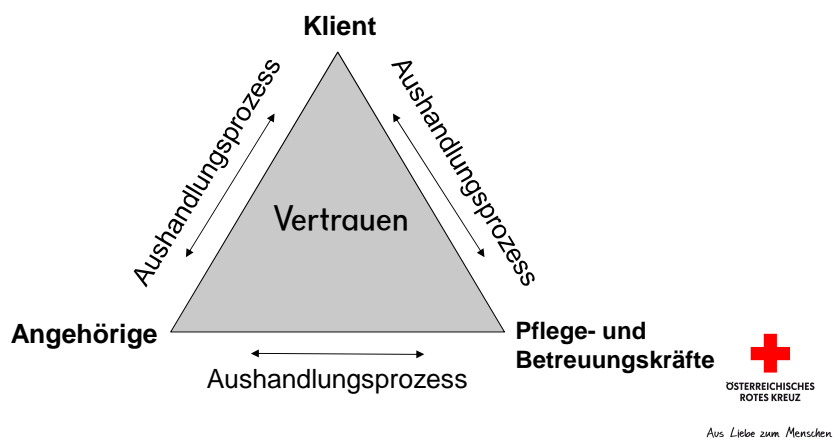 Klient
Aushandlungsprozess
Aushandlungsprozess
Vertrauen
Angehörige
Pflege- und
Betreuungskräfte
Aushandlungsprozess
ÖSTERREICHISCHES
ROTES KREUZ
Aus Liebe zum Menschen.